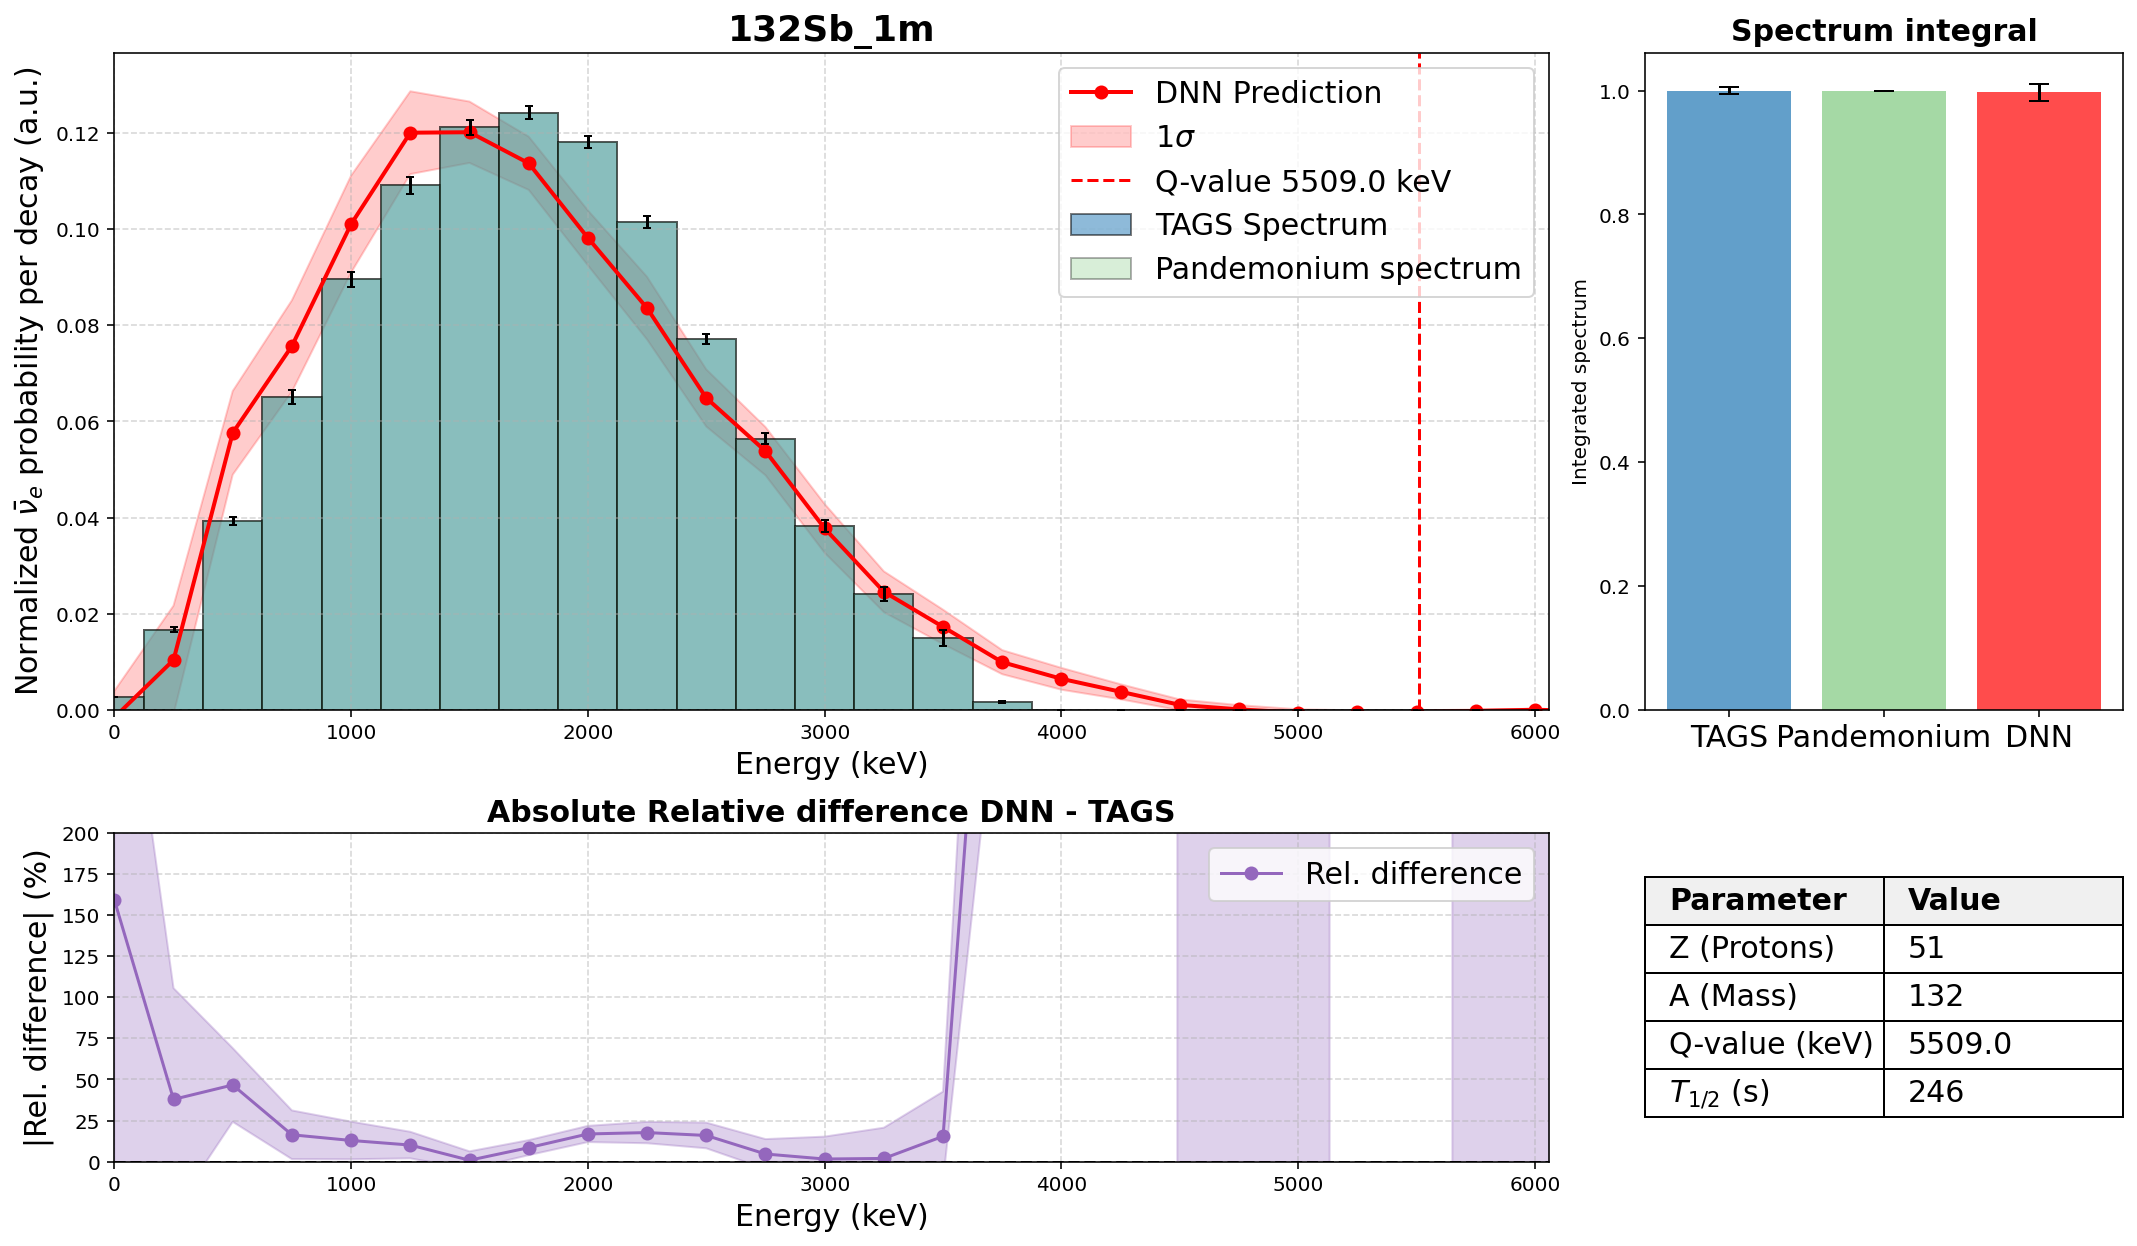 132Sb_1m
Normalized ν̄e probability per decay (a.u.)
0.12
0.10
0.08
0.06
0.04
0.02
0.00
DNN Prediction
1σ
Q-value 5509.0 keV
TAGS Spectrum
Pandemonium spectrum
0 1000 2000 3000 4000 5000 6000
Energy (keV)
Spectrum integral
Integrated spectrum
1.0
0.8
0.6
0.4
0.2
0.0
TAGS Pandemonium DNN
Absolute Relative difference DNN - TAGS
|Rel. difference| (%)
200
175
150
125
100
75
50
25
0
Rel. difference
0 1000 2000 3000 4000 5000 6000
Energy (keV)
Parameter Value
Z (Protons) 51
A (Mass) 132
Q-value (keV) 5509.0
T1/2 (s) 246